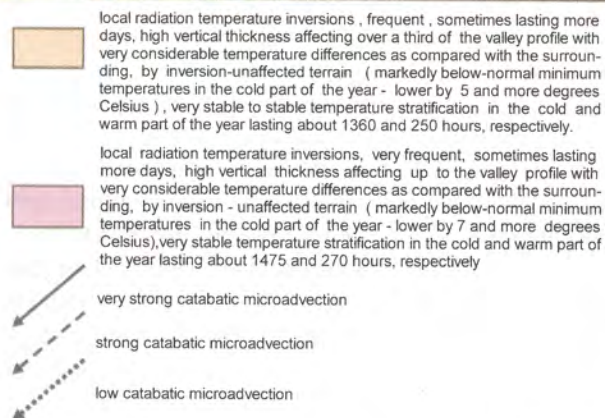 local radiation temperature inversions , frequent , sometimes lasting more
days, high vertical thickness affecting over a third of the valley profile with
very considerable temperature differences as compared with the surroun-
ding, by inversion-unaffected terrain ( markedly below-normal minimum
temperatures in the cold part of the year - lower by 5 and more degrees
Celsius ) , very stable to stable temperature stratification in the cold and
warm part of the year lasting about 1360 and 250 hours, respectively.
local radiation temperature inversions, very frequent, sometimes lasting
more days, high vertical thickness affecting up to the valley profile with
very considerable temperature differences as compared with the surroun-
ding, by inversion - unaffected terrain ( markedly below-normal minimum
temperatures in the cold part of the year - lower by 7 and more degrees
Celsius),very stable temperature stratification in the cold and warm part of
the year lasting about 1475 and 270 hours, respectively
very strong catabatic microadvection
strong catabatic microadvection
low catabatic microadvection